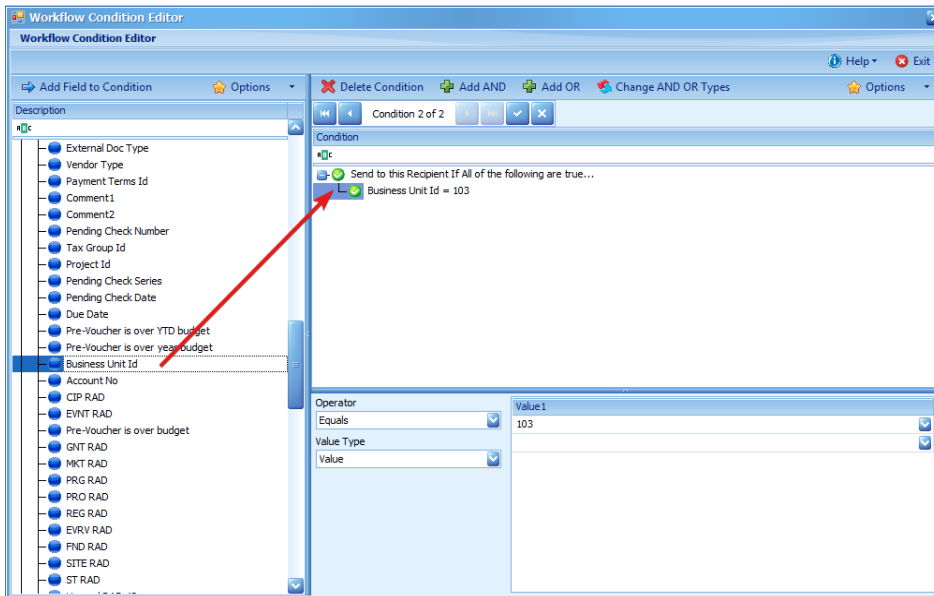 Workflow Condition Editor
Workflow Condition Editor
Help Exit
Add Field to Condition Options
Delete Condition Add AND Add OR Change AND OR Types Options
Description
Condition 2 of 2
Condition
External Doc Type
Vendor Type
Payment Terms Id
Comment1
Comment2
Pending Check Number
Tax Group Id
Project Id
Pending Check Series
Pending Check Date
Due Date
Pre-Voucher is over YTD budget
Pre-Voucher is over year budget
Business Unit Id
Account No
CIP RAD
EVNT RAD
Pre-Voucher is over budget
GNT RAD
MKT RAD
PRG RAD
PRO RAD
REG RAD
EVRV RAD
FND RAD
SITE RAD
ST RAD
Send to this Recipient If All of the following are true...
Business Unit Id = 103
Operator
Equals
Value Type
Value
Value1
103